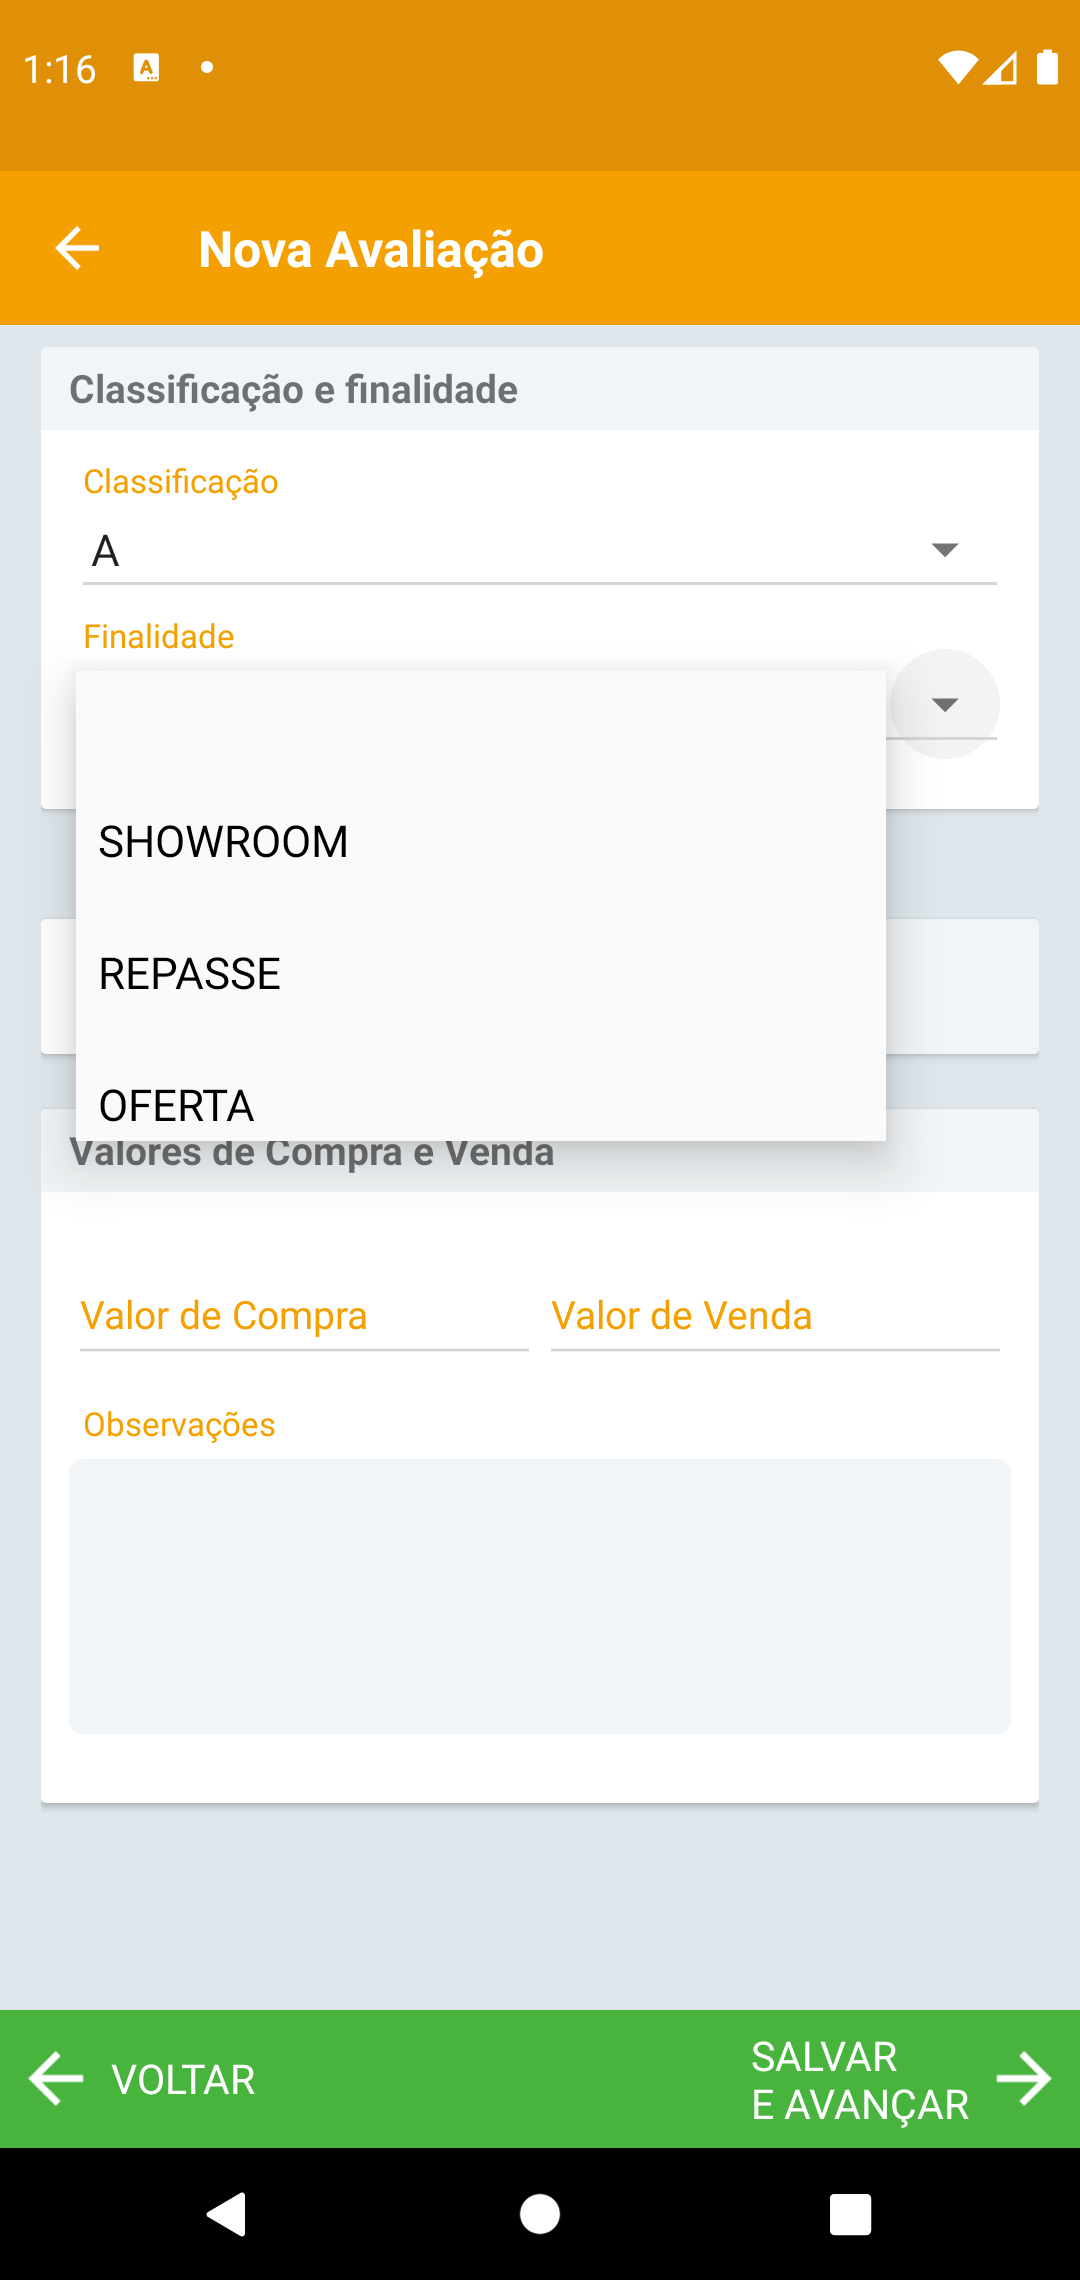 1:16
Nova Avaliação
Classificação e finalidade
Classificação
A
Finalidade
SHOWROOM
REPASSE
OFERTA
Valores de Compra e Venda
Valor de Compra
Valor de Venda
Observações
VOLTAR
SALVAR
E AVANÇAR